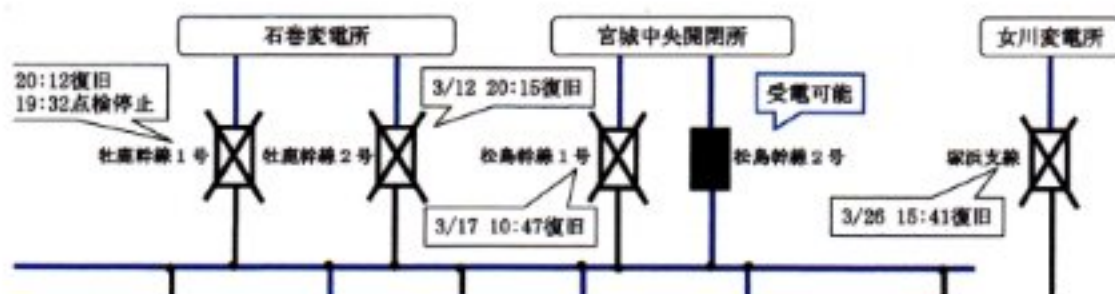 石巻変電所
宮城中央開閉所
女川変電所
20:12復旧
19:32点検停止
3/12 20:15復旧
受電可能
牡鹿幹線1号
牡鹿幹線2号
松島幹線1号
松島幹線2号
塚浜支線
3/17 10:47復旧
3/26 15:41復旧